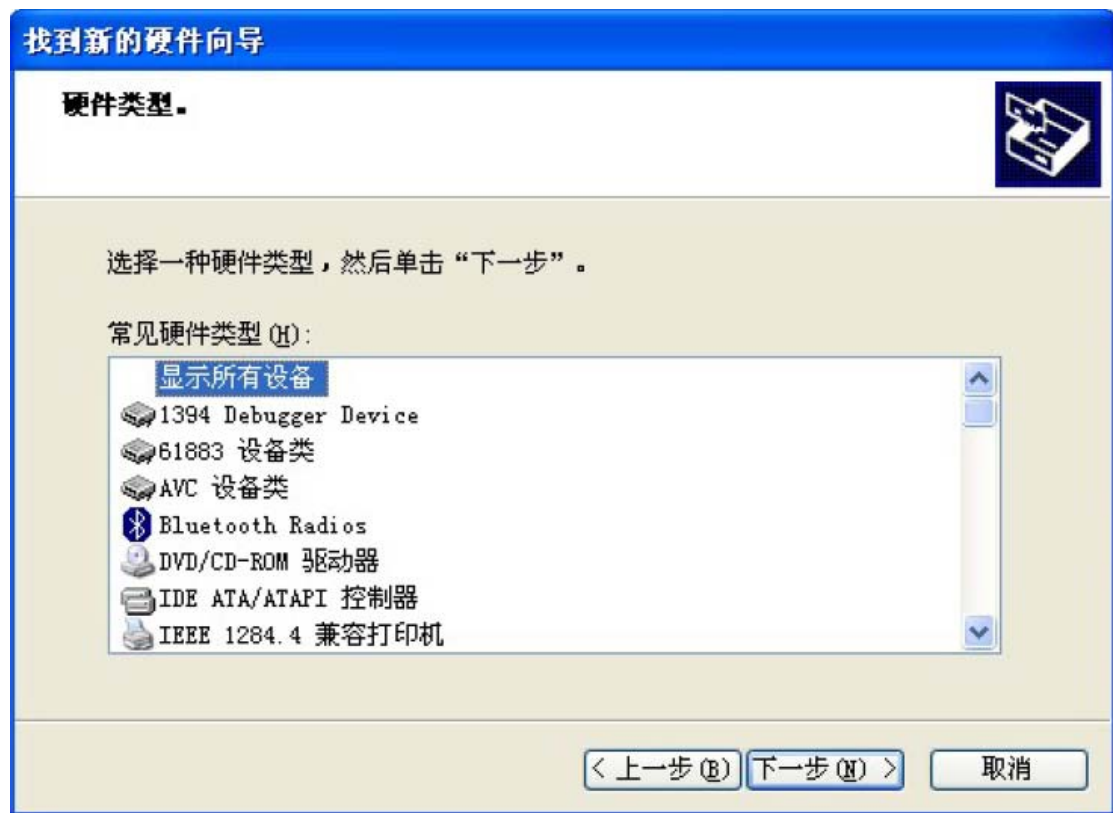 找到新的硬件向导
硬件类型。
选择一种硬件类型，然后单击“下一步”。
常见硬件类型(H):
显示所有设备
1394 Debugger Device
61883 设备类
AVC 设备类
Bluetooth Radios
DVD/CD-ROM 驱动器
IDE ATA/ATAPI 控制器
IEEE 1284.4 兼容打印机
< 上一步(B) 下一步(N) > 取消